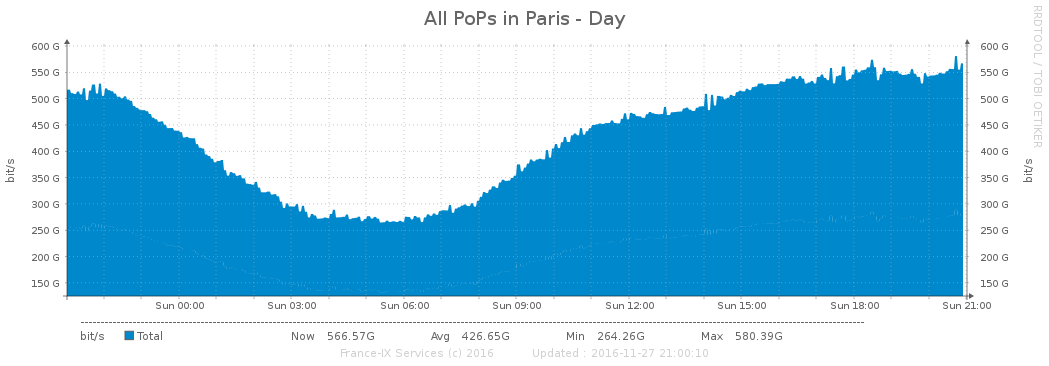 All PoPs in Paris - Day
RRDTOOL / TOBI OETIKER
600 G 600 G
550 G 550 G
500 G 500 G
450 G 450 G
400 G 400 G
350 G 350 G
300 G 300 G
250 G 250 G
200 G 200 G
150 G 150 G
bit/s
bit/s
Sun 00:00 Sun 03:00 Sun 06:00 Sun 09:00 Sun 12:00 Sun 15:00 Sun 18:00 Sun 21:00
bit/s Total Now 566.57G Avg 426.65G Min 264.26G Max 580.39G
France-IX Services (c) 2016 Updated : 2016-11-27 21:00:10